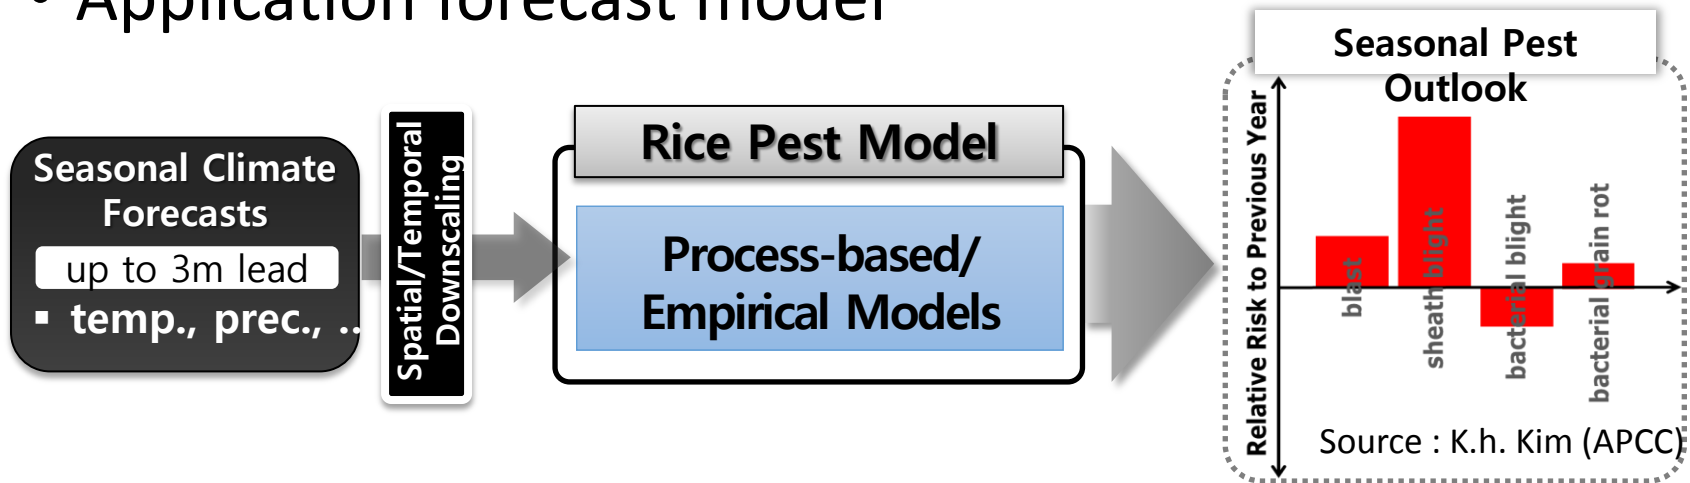 • Application forecast model
Seasonal Climate
Forecasts
up to 3m lead
▪ temp., prec., ..
Spatial/Temporal
Downscaling
Rice Pest Model
Process-based/
Empirical Models
Seasonal Pest
Outlook
Relative Risk to Previous Year
blast
sheath blight
bacterial blight
bacterial grain rot
Source : K.h. Kim (APCC)